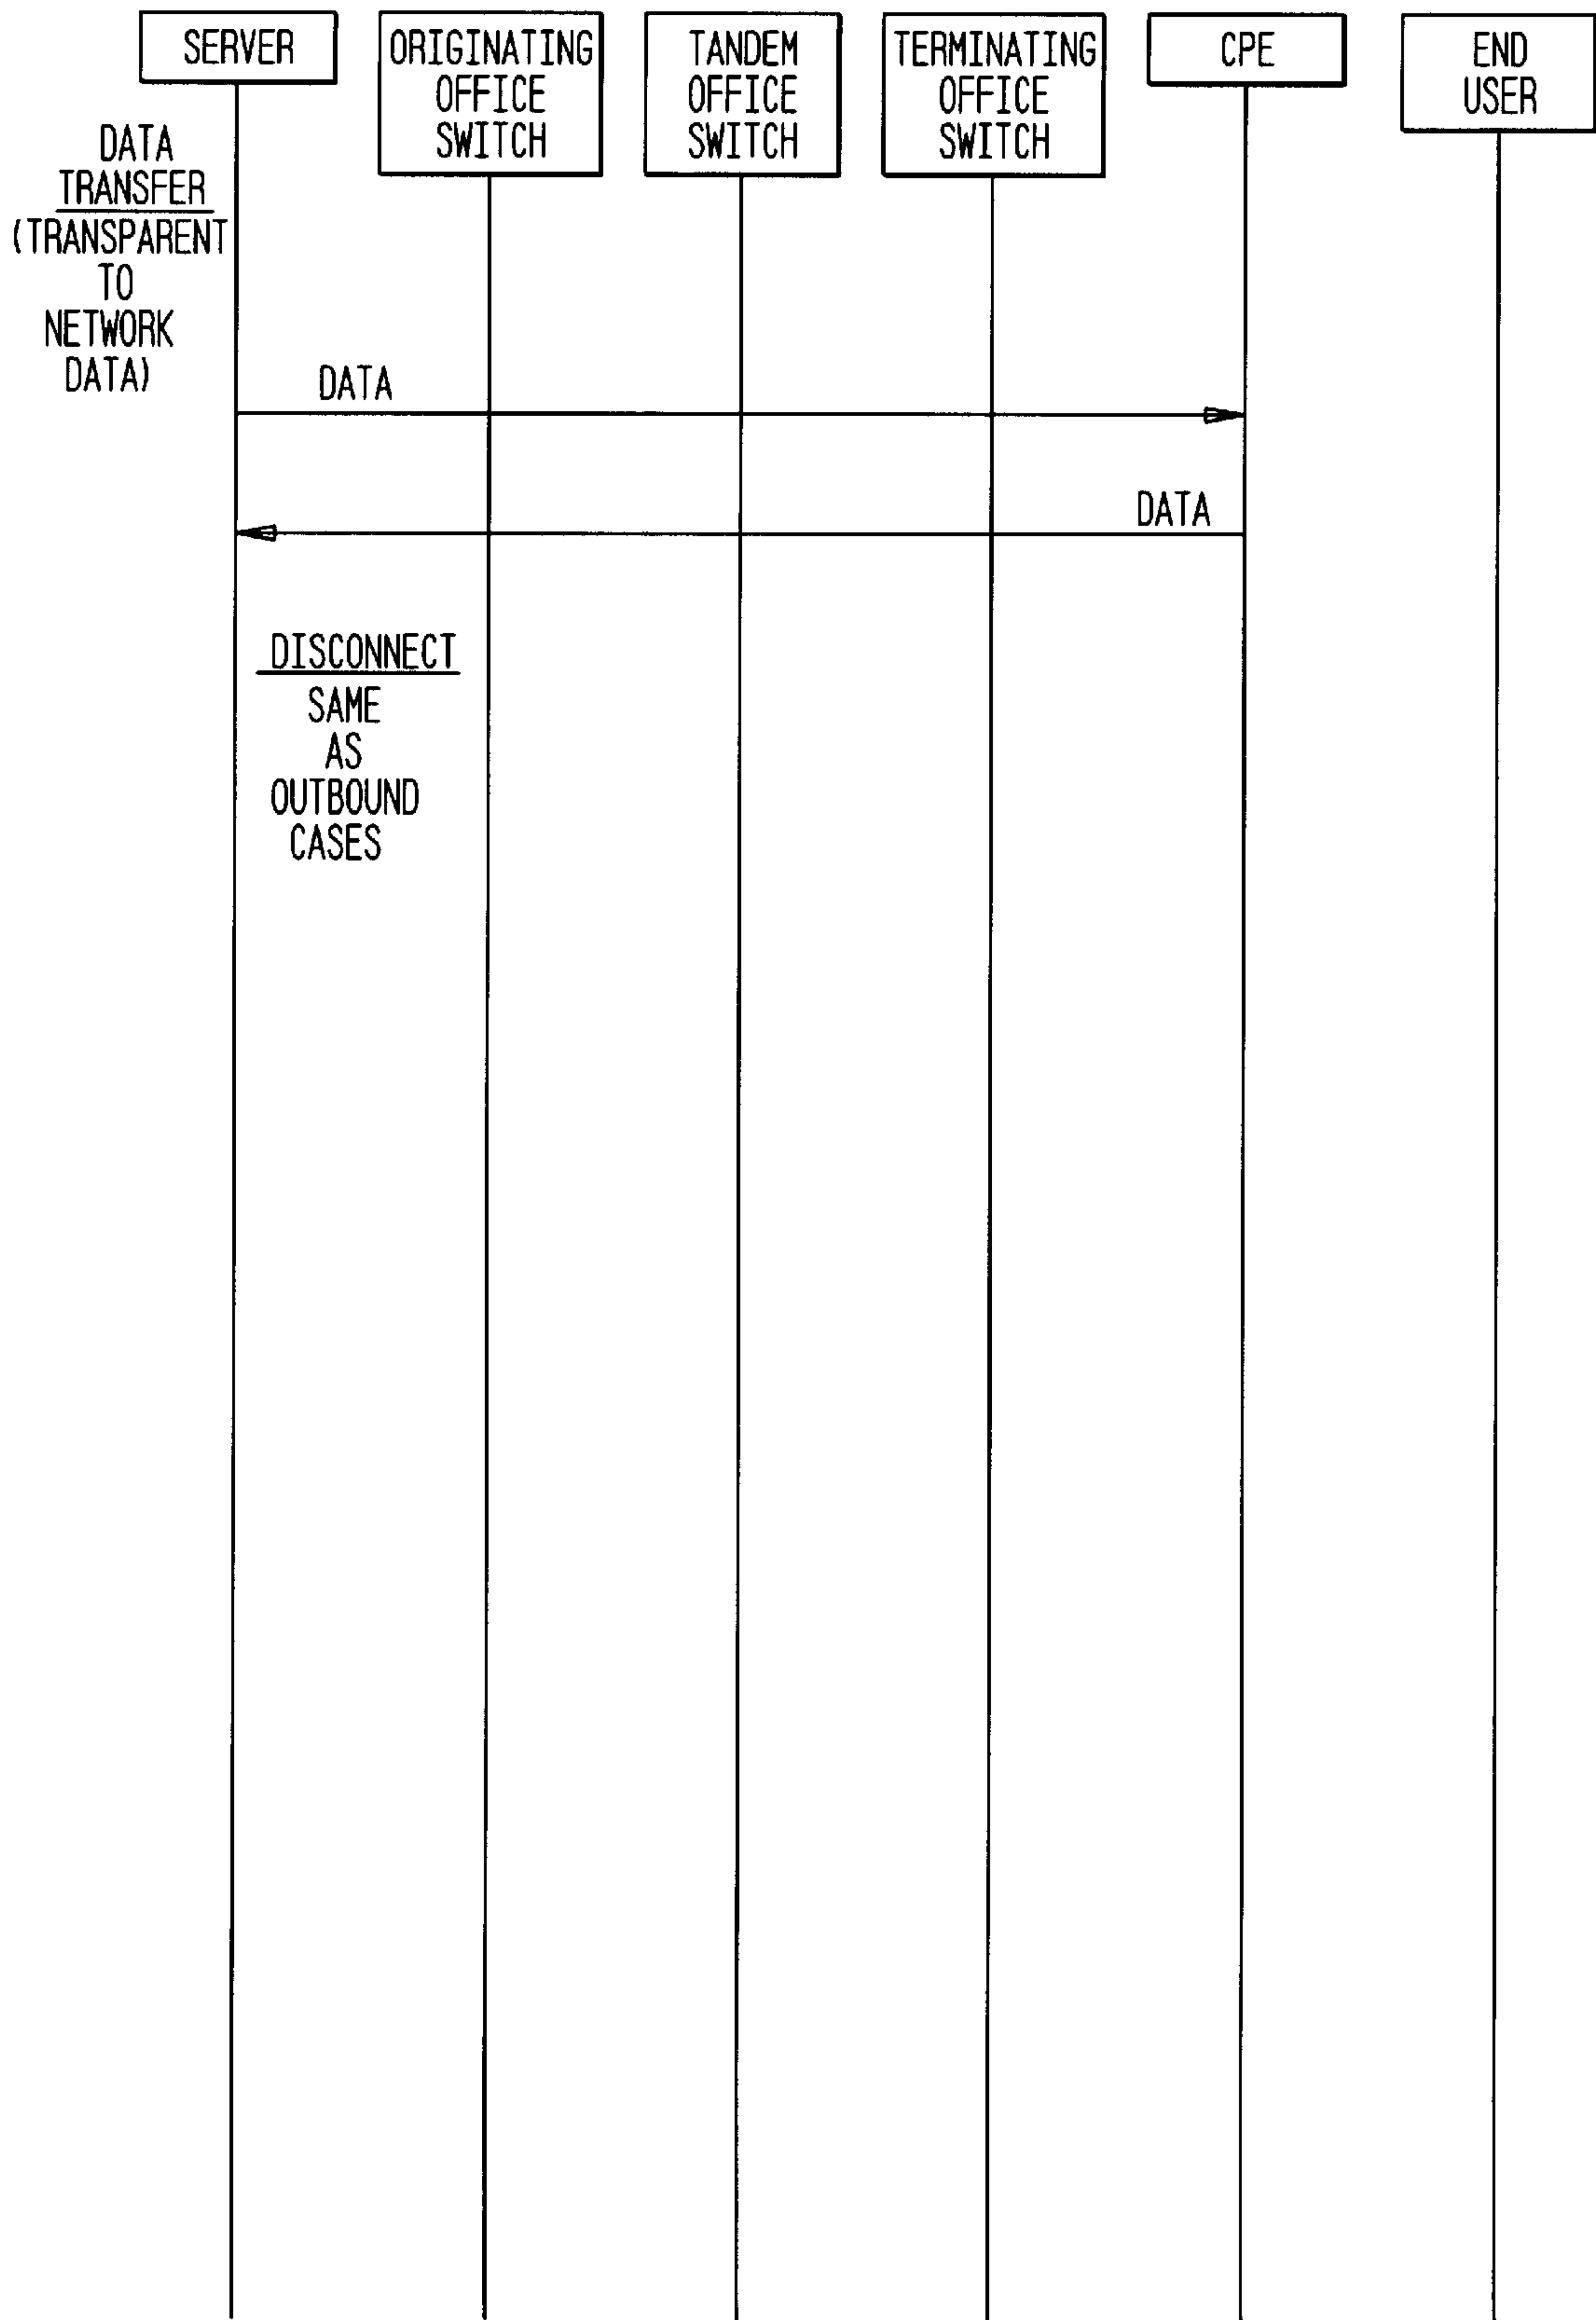 SERVER
ORIGINATING
OFFICE
SWITCH
TANDEM
OFFICE
SWITCH
TERMINATING
OFFICE
SWITCH
CPE
END
USER
DATA
TRANSFER
(TRANSPARENT
TO
NETWORK
DATA)
DATA
DATA
DISCONNECT
SAME
AS
OUTBOUND
CASES